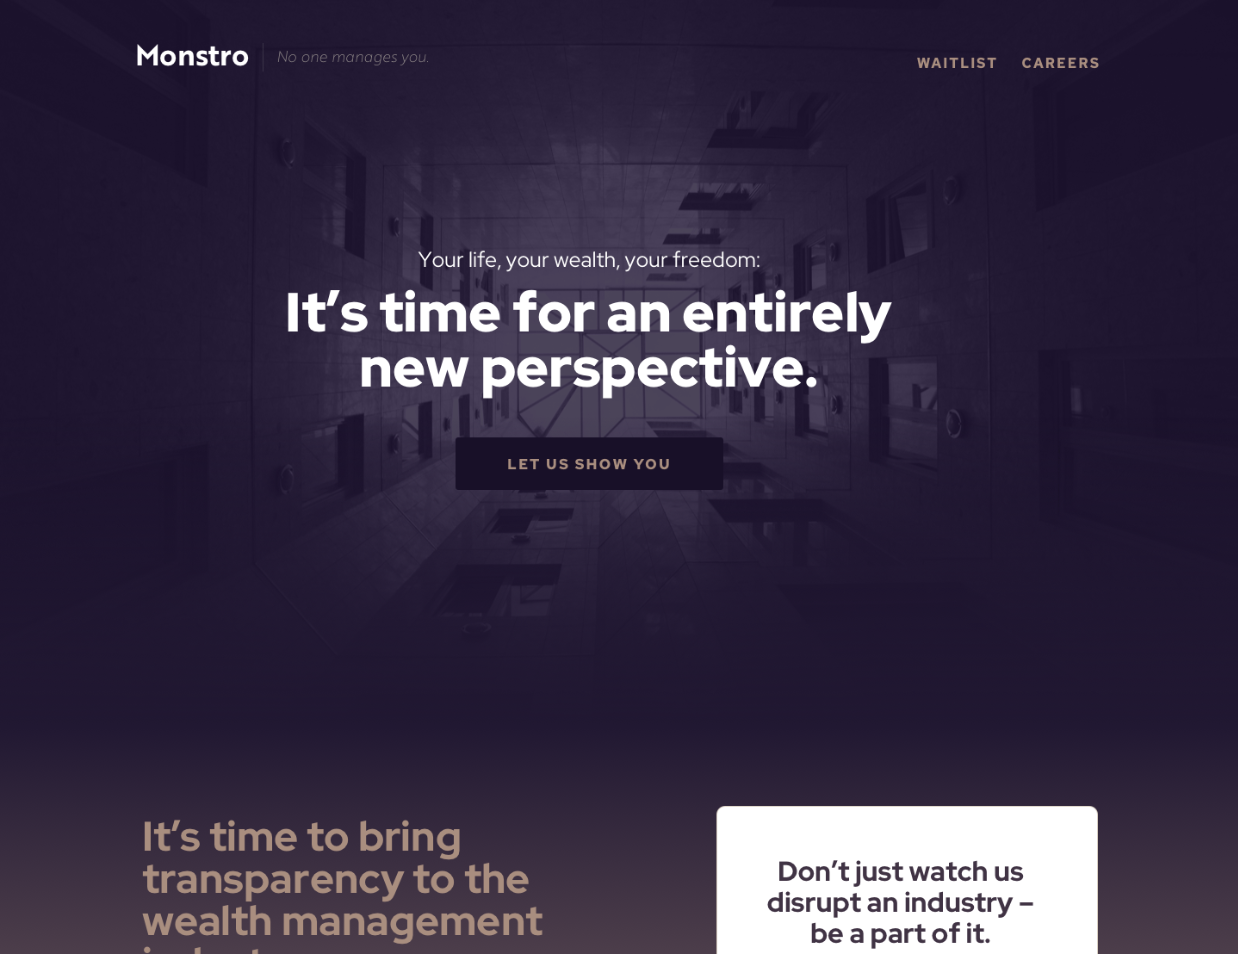 Monstro
No one manages you.
WAITLIST
CAREERS
Your life, your wealth, your freedom:
It’s time for an entirely
new perspective.
LET US SHOW YOU
It’s time to bring
transparency to the
wealth management
Don’t just watch us
disrupt an industry –
be a part of it.